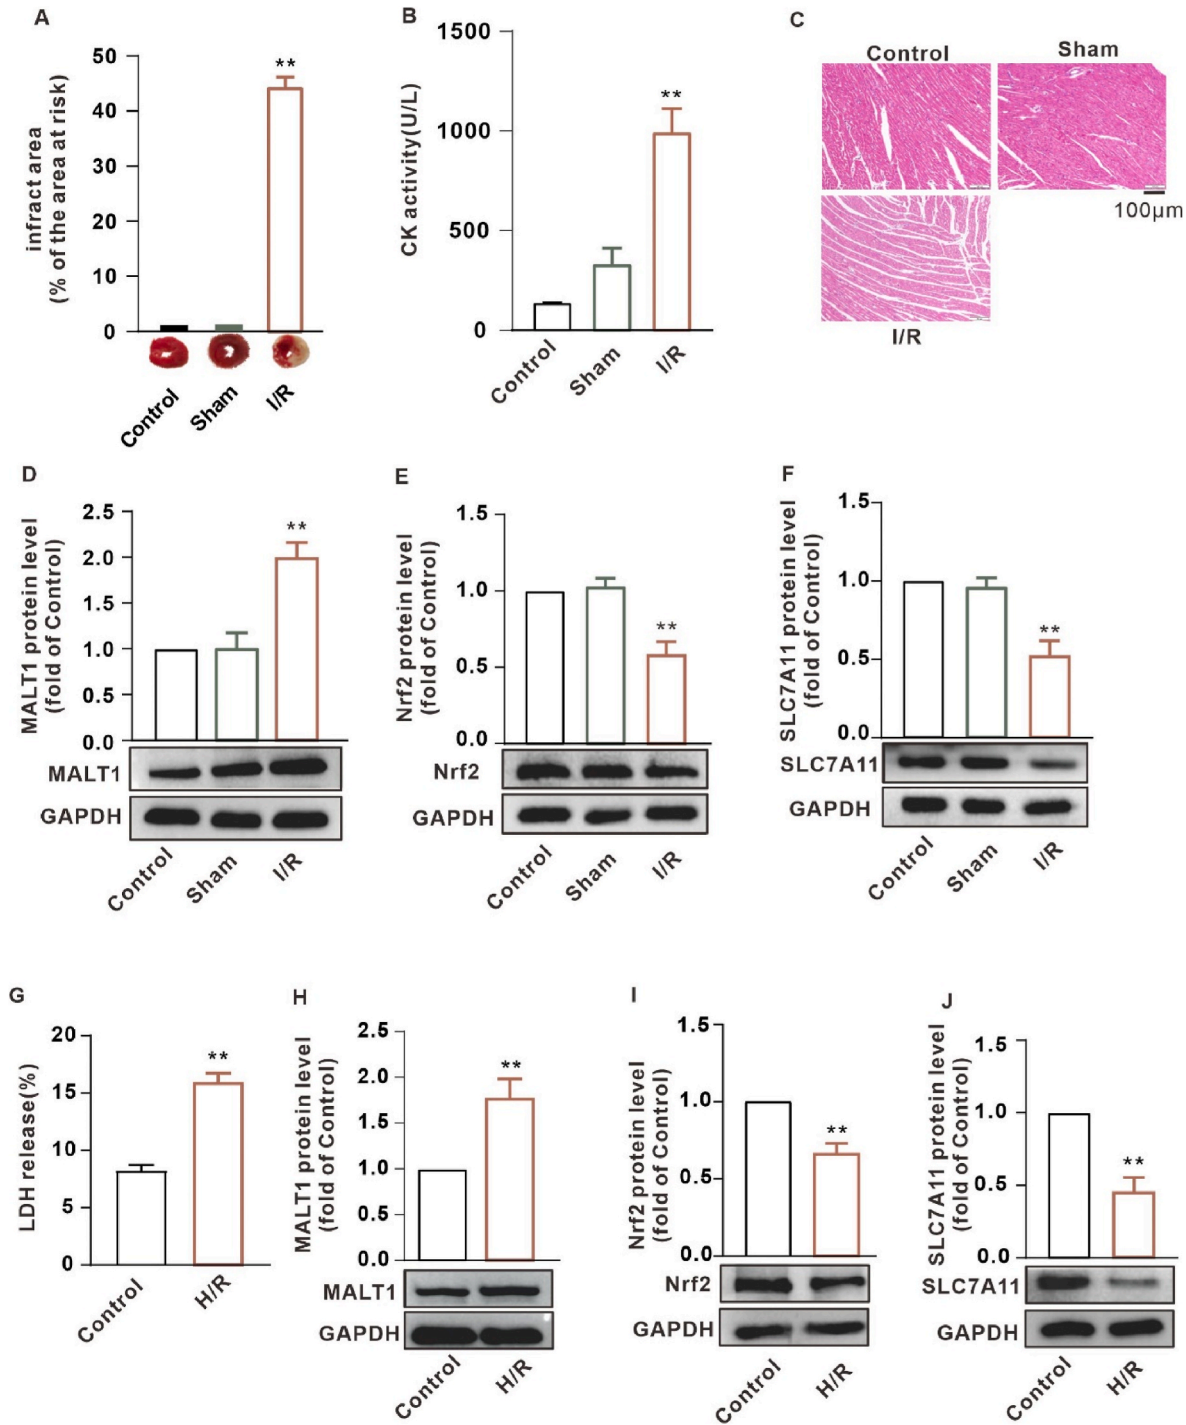 A
infract area
(% of the area at risk)
50
40
30
20
10
0
**
Control
Sham
I/R
B
CK activity(U/L)
1500
1000
500
0
**
Control
Sham
I/R
C
Control
Sham
100μm
I/R
D
MALT1 protein level
(fold of Control)
2.5
2.0
1.5
1.0
0.5
0.0
**
MALT1
GAPDH
Control
Sham
I/R
E
Nrf2 protein level
(fold of Control)
1.5
1.0
0.5
0.0
**
Nrf2
GAPDH
Control
Sham
I/R
F
SLC7A11 protein level
(fold of Control)
1.5
1.0
0.5
0.0
**
SLC7A11
GAPDH
Control
Sham
I/R
G
LDH release(%)
20
15
10
5
0
**
Control
H/R
H
MALT1 protein level
(fold of Control)
2.5
2.0
1.5
1.0
0.5
0.0
**
MALT1
GAPDH
Control
H/R
I
Nrf2 protein level
(fold of Control)
1.5
1.0
0.5
0.0
**
Nrf2
GAPDH
Control
H/R
J
SLC7A11 protein level
(fold of Control)
1.5
1.0
0.5
0.0
**
SLC7A11
GAPDH
Control
H/R